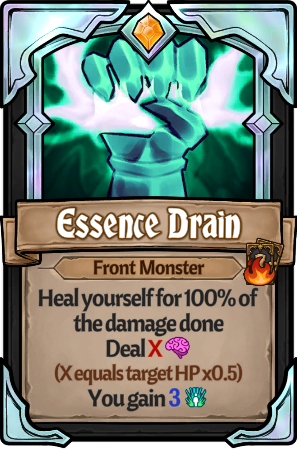 Essence Drain
Front Monster
Heal yourself for 100% of
the damage done
Deal X
(X equals target HP x0.5)
You gain 3